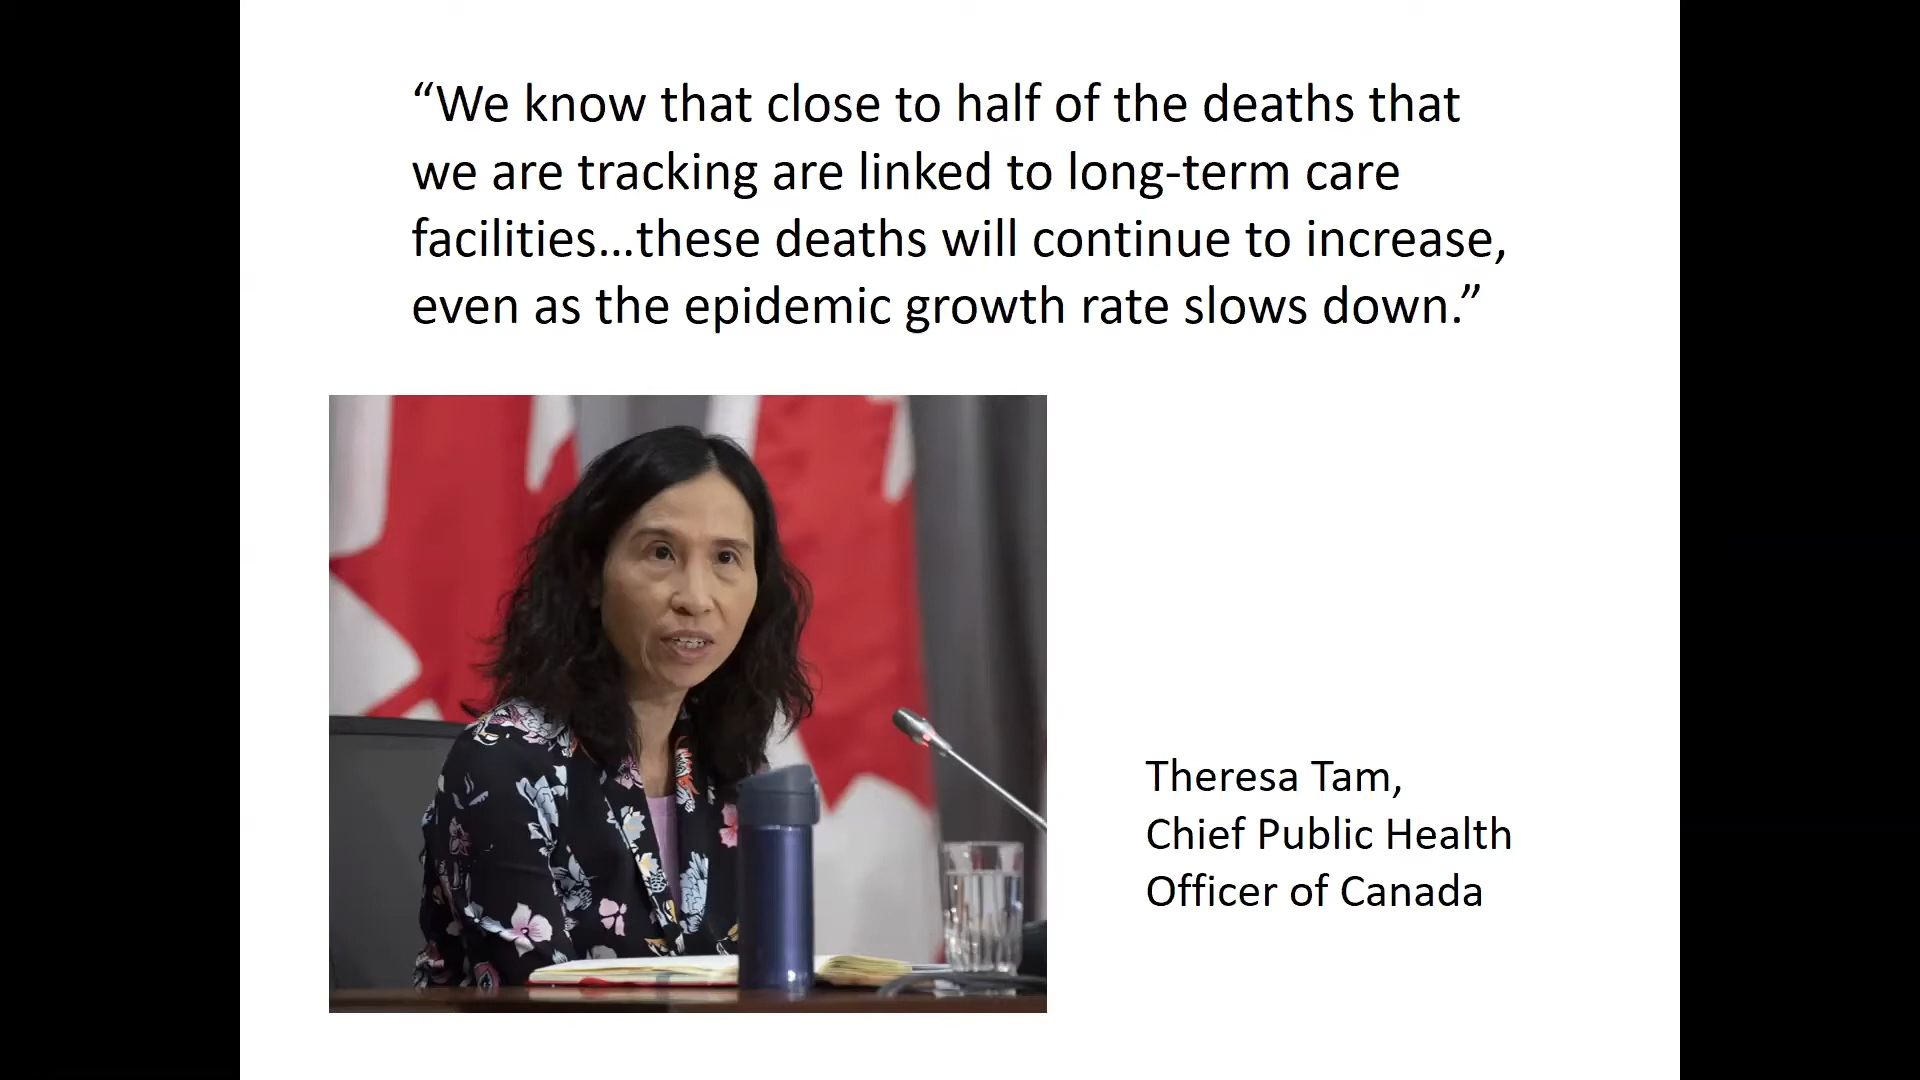 “We know that close to half of the deaths that
we are tracking are linked to long-term care
facilities…these deaths will continue to increase,
even as the epidemic growth rate slows down.”
Theresa Tam,
Chief Public Health
Officer of Canada